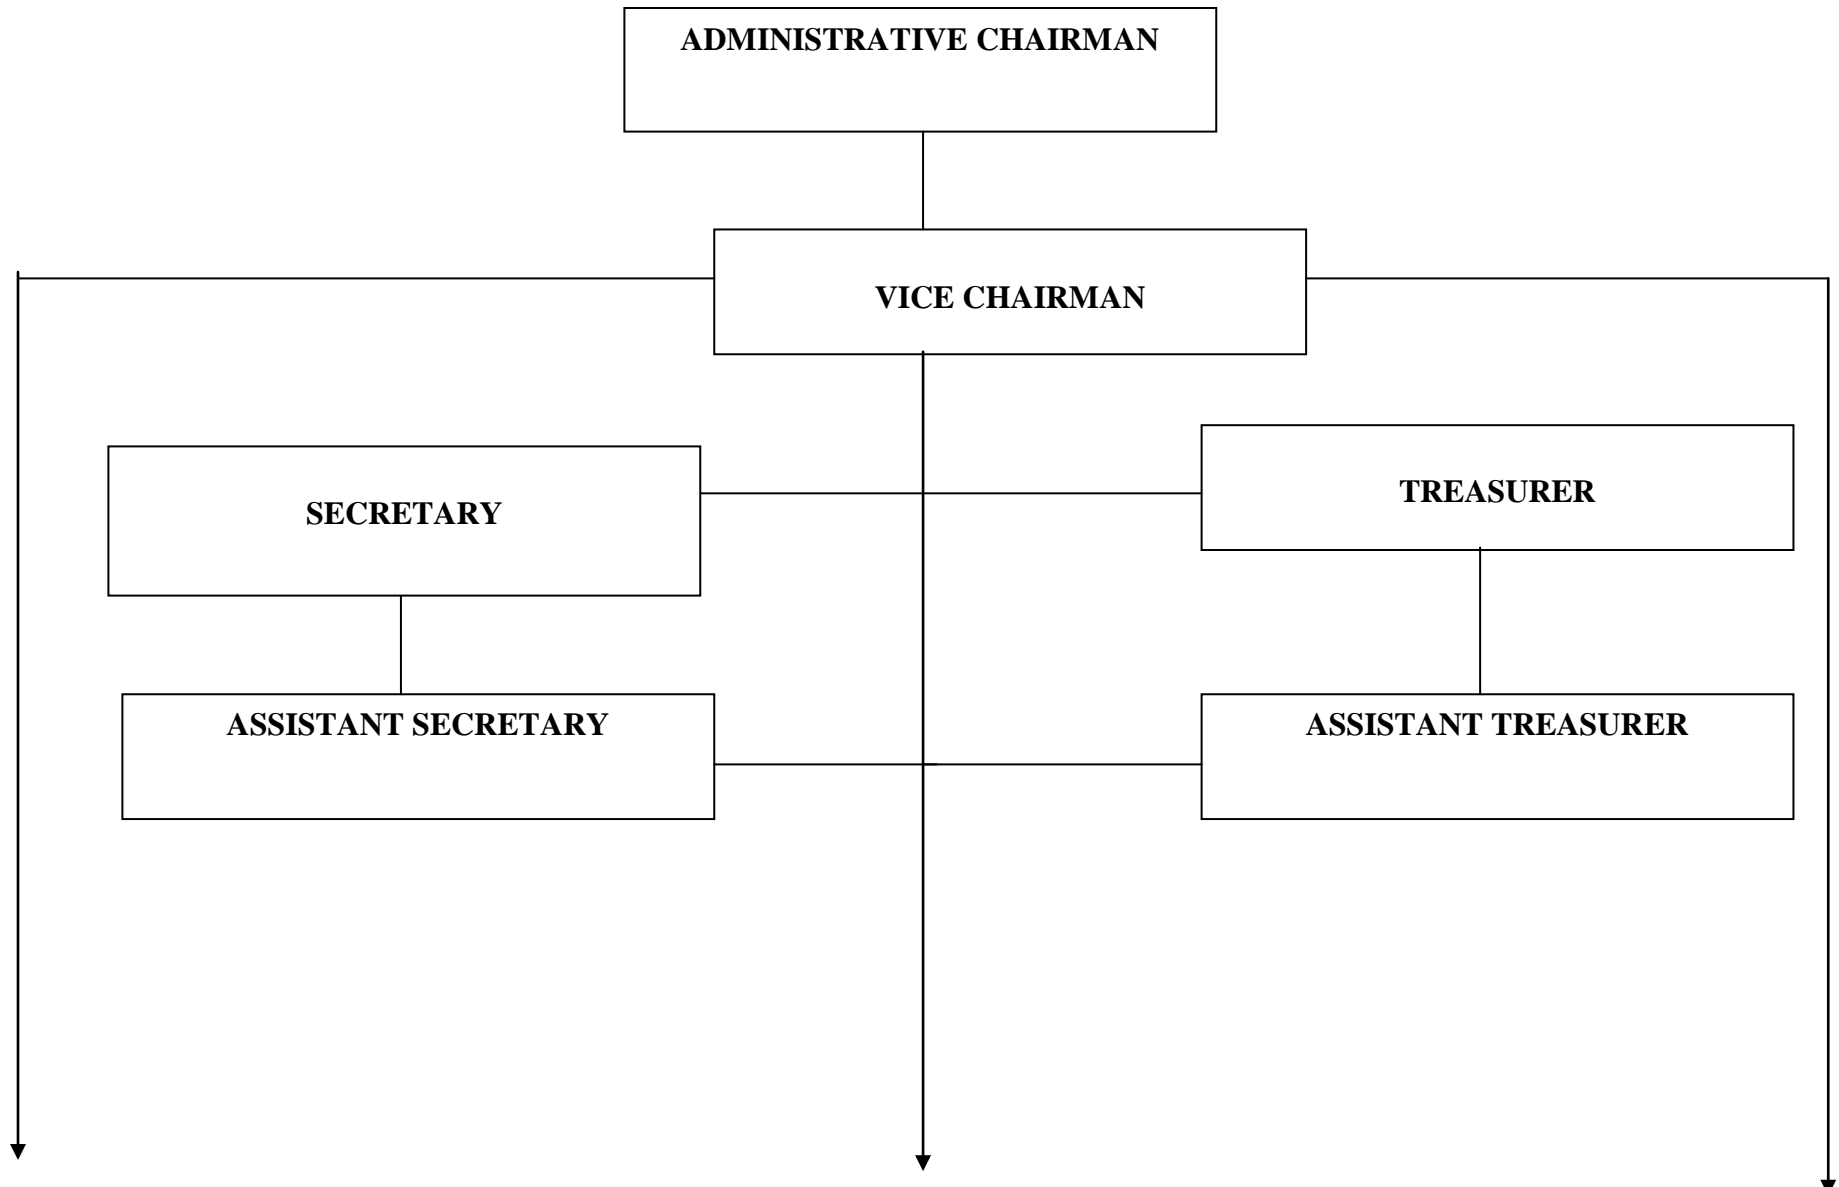 ADMINISTRATIVE CHAIRMAN
VICE CHAIRMAN
SECRETARY
TREASURER
ASSISTANT SECRETARY
ASSISTANT TREASURER